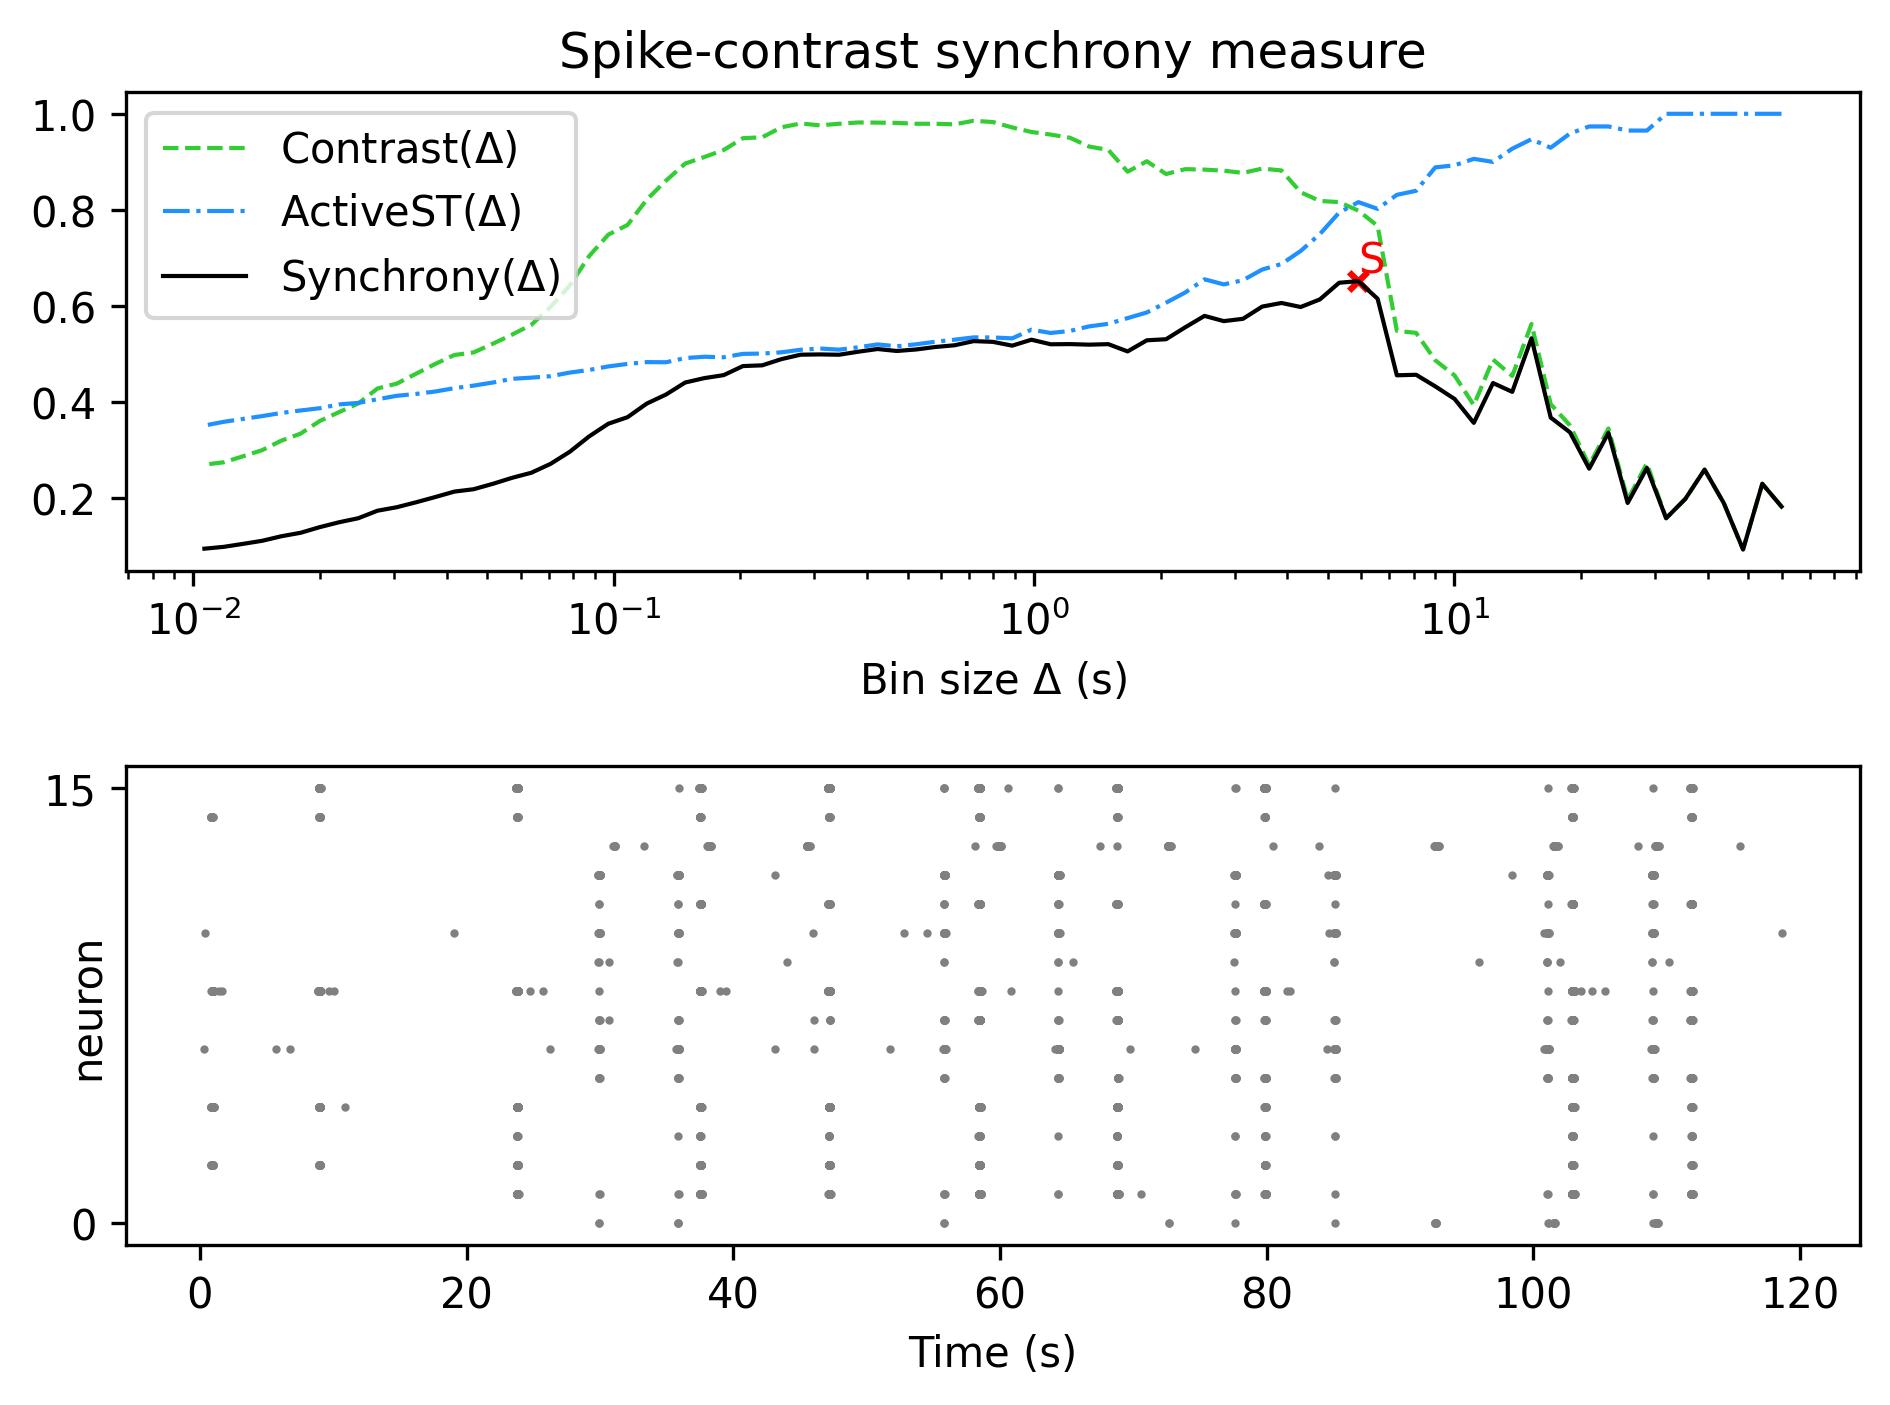 Spike-contrast synchrony measure
1.0
0.8
0.6
0.4
0.2
Contrast(Δ)
ActiveST(Δ)
Synchrony(Δ)
S
10⁻² 10⁻¹ 10⁰ 10¹
Bin size Δ (s)
15
0
neuron
0 20 40 60 80 100 120
Time (s)